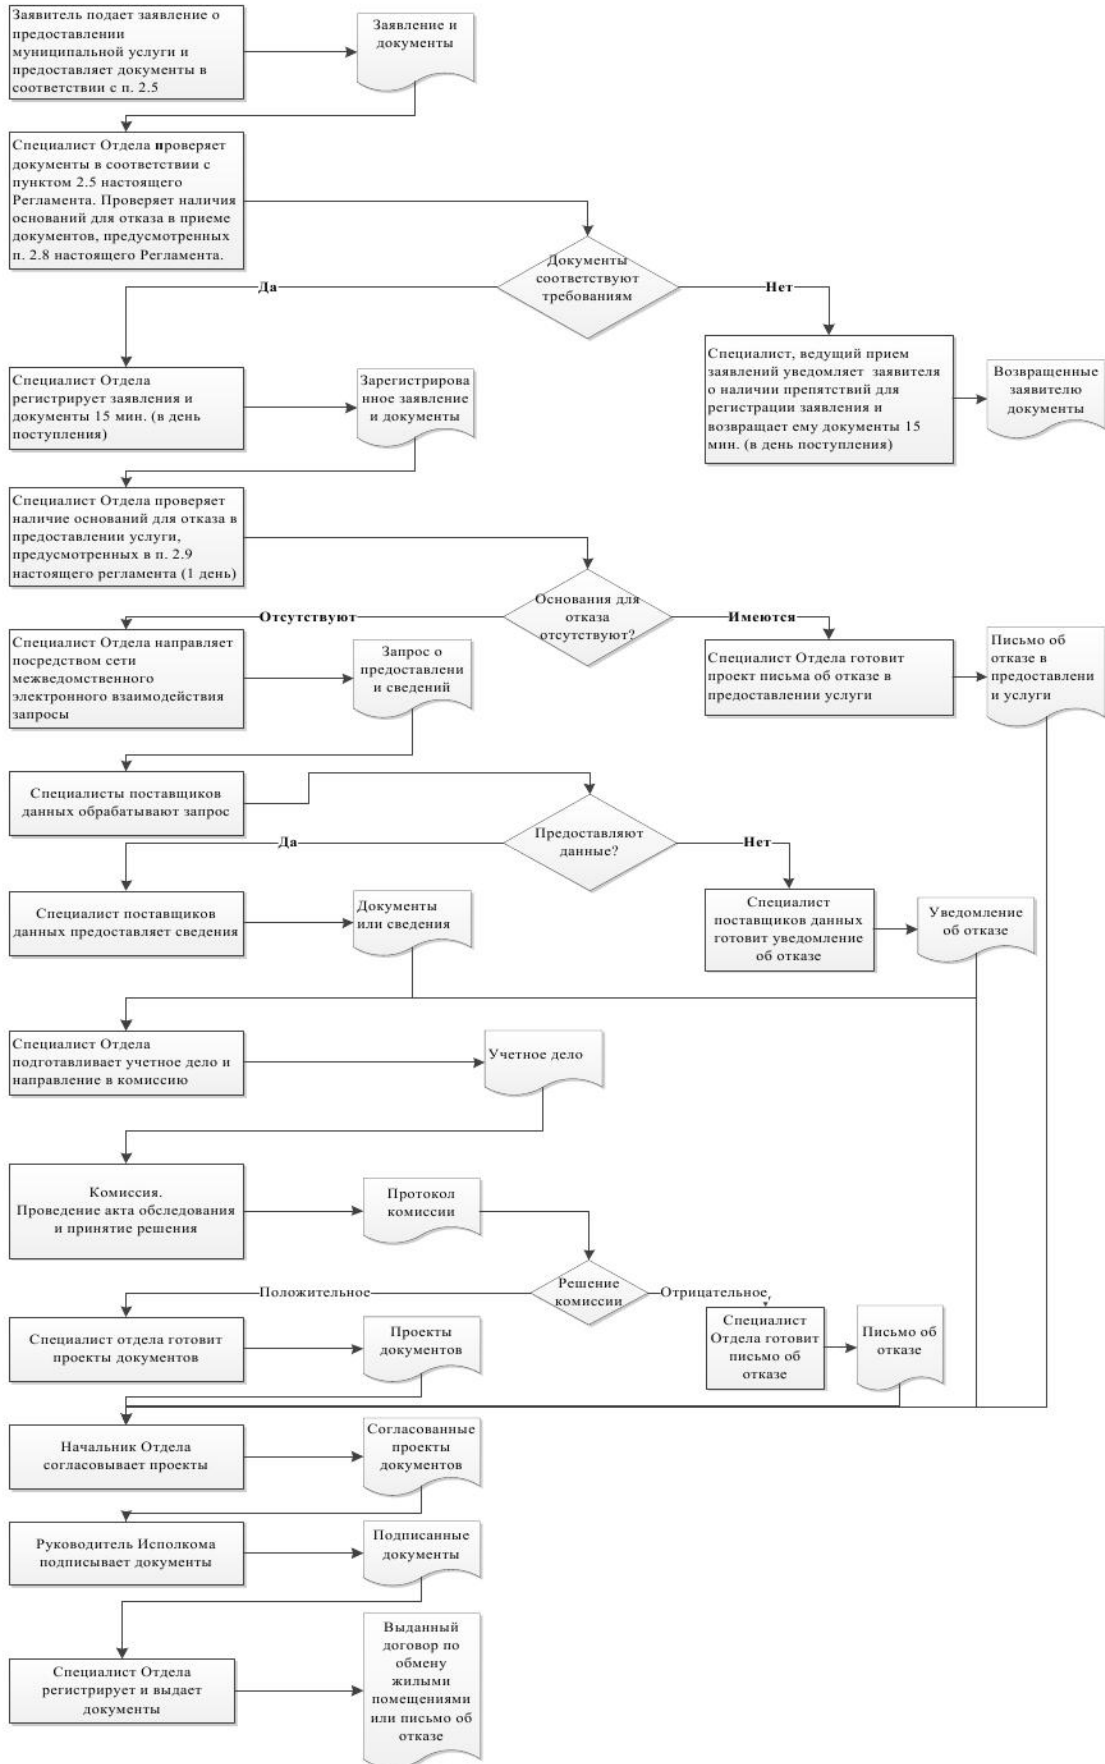 Заявитель подает заявление о
предоставлении
муниципальной услуги и
предоставляет документы в
соответствии с п. 2.5
Заявление и
документы
Специалист Отдела проверяет
документы в соответствии с
пунктом 2.5 настоящего
Регламента. Проверяет наличия
оснований для отказа в приеме
документов, предусмотренных
п. 2.8 настоящего Регламента.
Документы
соответствуют
требованиям
Да
Нет
Специалист Отдела
регистрирует заявления и
документы 15 мин. (в день
поступления)
Зарегистрирова
нное заявление
и документы
Специалист, ведущий прием
заявлений уведомляет заявителя
о наличии препятствий для
регистрации заявления и
возвращает ему документы 15
мин. (в день поступления)
Возвращенные
заявителю
документы
Специалист Отдела проверяет
наличие оснований для отказа в
предоставлении услуги,
предусмотренных в п. 2.9
настоящего регламента (1 день)
Основания для
отказа
отсутствуют?
Отсутствуют
Имеются
Специалист Отдела направляет
посредством сети
межведомственного
электронного взаимодействия
запросы
Запрос о
предоставлени
и сведений
Специалист Отдела готовит
проект письма об отказе в
предоставлении услуги
Письмо об
отказе в
предоставлени
и услуги
Специалисты поставщиков
данных обрабатывают запрос
Предоставляют
данные?
Да
Нет
Специалист поставщиков
данных предоставляет сведения
Документы
или сведения
Специалист
поставщиков данных
готовит уведомление
об отказе
Уведомление
об отказе
Специалист Отдела
подготавливает учетное дело и
направление в комиссию
Учетное дело
Комиссия.
Проведение акта обследования
и принятие решения
Протокол
комиссии
Решение
комиссии
Положительное
Отрицательное,
Специалист отдела готовит
проекты документов
Проекты
документов
Специалист
Отдела готовит
письмо об
отказе
Письмо об
отказе
Начальник Отдела
согласовывает проекты
Согласованные
проекты
документов
Руководитель Исполкома
подписывает документы
Подписанные
документы
Специалист Отдела
регистрирует и выдает
документы
Выданный
договор по
обмену
жилыми
помещениями
или письмо об
отказе